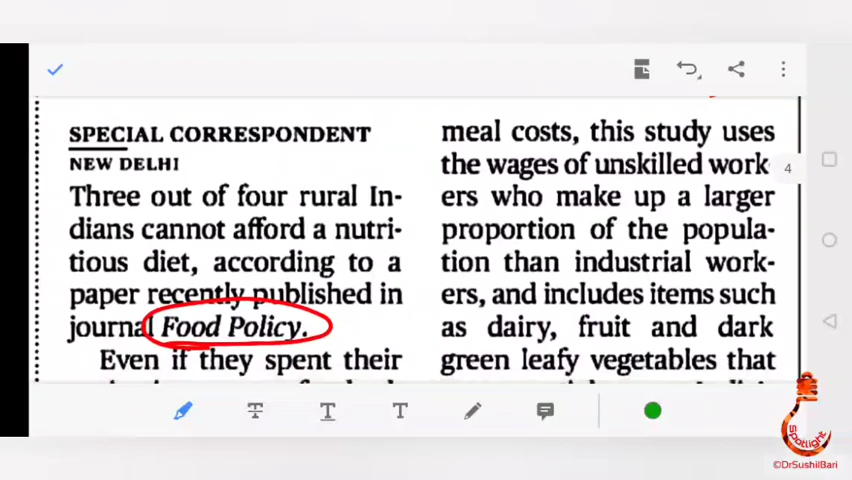 SPECIAL CORRESPONDENT
NEW DELHI
Three out of four rural In-
dians cannot afford a nutri-
tious diet, according to a
paper recently published in
journal Food Policy.
Even if they spent their
meal costs, this study uses
the wages of unskilled work
ers who make up a larger
proportion of the popula-
tion than industrial work-
ers, and includes items such
as dairy, fruit and dark
green leafy vegetables that
4
T
T
T
Spotlight
©DrSushilBari